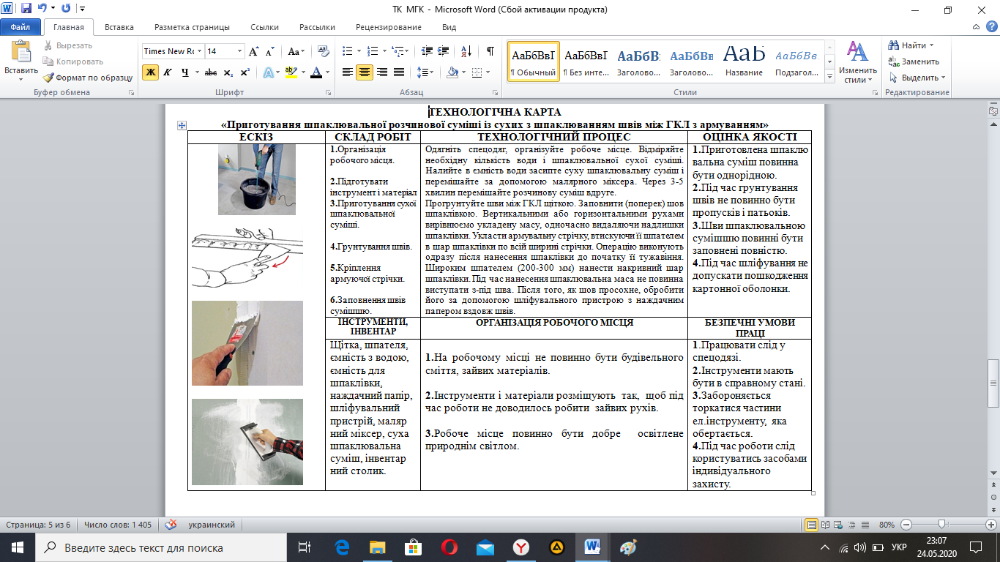 ТК МГК - Microsoft Word (Сбой активации продукта)
Файл Главная Вставка Разметка страницы Ссылки Рассылки Рецензирование Вид
Вставить
Вырезать
Копировать
Формат по образцу
Буфер обмена
Times New Ro 14
Ж К Ч abc x₂ x²
Шрифт
Абзац
АаБбВвГ АаБбВвГ АаБбВ АаБбВв АаБ АаБбВв
¶ Обычный ¶ Без инте... Заголово... Заголово... Название Подзагол...
Стили
Изменить
стили
Найти
Заменить
Выделить
Редактирование
ТЕХНОЛОГІЧНА КАРТА
«Приготування шпаклювальної розчинової суміші із сухих з шпаклюванням швів між ГКЛ з армуванням»
ЕСКІЗ
СКЛАД РОБІТ
ТЕХНОЛОГІЧНИЙ ПРОЦЕС
ОЦІНКА ЯКОСТІ
1.Організація
робочого місця.
2.Підготувати
інструмент і матеріал
3.Приготування сухої
шпаклювальної
суміші.
4.Грунтування швів.
5.Кріплення
армуючої стрічки.
6.Заповнення швів
сумішшю.
Одягніть спецодяг, організуйте робоче місце. Відміряйте
необхідну кількість води і шпаклювальної сухої суміші.
Налийте в ємність води засипте суху шпаклювальну суміш і
перемішайте за допомогою малярного міксера. Через 3-5
хвилин перемішайте розчинову суміш вдруге.
Прогрунтуйте шви між ГКЛ щіткою. Заповнити (поперек) шов
шпаклівкою. Вертикальними або горизонтальними рухами
вирівнюємо укладену масу, одночасно видаляючи надлишки
шпаклівки. Укласти армувальну стрічку, втискуючи її шпателем
в шар шпаклівки по всій ширині стрічки. Операцію виконують
одразу після нанесення шпаклівки до початку її тужавіння.
Широким шпателем (200-300 мм) нанести накривний шар
шпаклівки. Під час нанесення шпаклювальна маса не повинна
виступати з-під шва. Після того, як шов просохне, обробити
його за допомогою шліфувального пристрою з наждачним
папером вздовж швів.
1.Приготовлена шпаклю
вальна суміш повинна
бути однорідною.
2.Під час грунтування
швів не повинно бути
пропусків і патьоків.
3.Шви шпаклювальною
сумішшю повинні бути
заповнені повністю.
4.Під час шліфування не
допускати пошкодження
картонної оболонки.
ІНСТРУМЕНТИ,
ІНВЕНТАР
ОРГАНІЗАЦІЯ РОБОЧОГО МІСЦЯ
БЕЗПЕЧНІ УМОВИ
ПРАЦІ
Щітка, шпателя,
ємність з водою,
ємність для
шпаклівки,
наждачний папір,
шліфувальний
пристрій, маляр
ний міксер, суха
шпаклювальна
суміш, інвентар
ний столик.
1.На робочому місці не повинно бути будівельного
сміття, зайвих матеріалів.
2.Інструменти і матеріали розміщують так, щоб під
час роботи не доводилось робити зайвих рухів.
3.Робоче місце повинно бути добре освітлене
природнім світлом.
1.Працювати слід у
спецодязі.
2.Інструменти мають
бути в справному стані.
3.Забороняється
торкатися частини
ел.інструменту, яка
обертається.
4.Під час роботи слід
користуватись засобами
індивідуального
захисту.
Страница: 5 из 6 Число слов: 1 405 украинский 80%
Введите здесь текст для поиска
УКР
23:07
24.05.2020